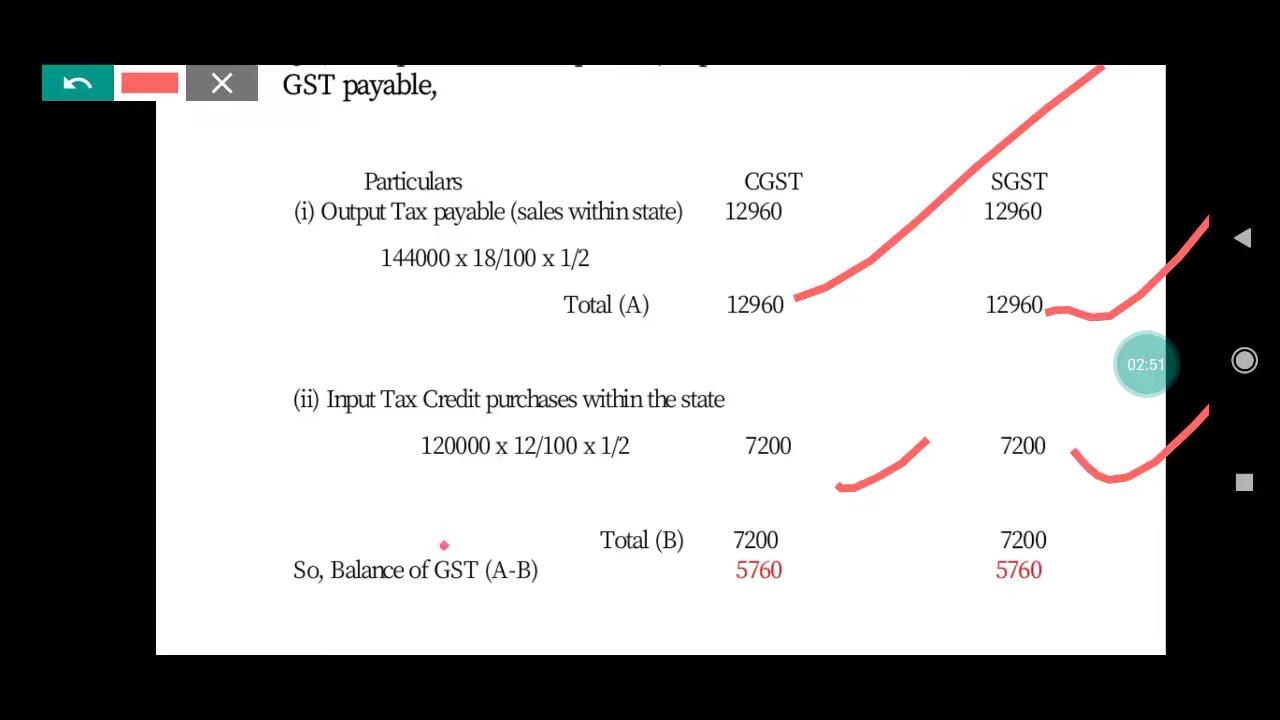 GST payable,
Particulars CGST SGST
(i) Output Tax payable (sales within state) 12960 12960
144000 x 18/100 x 1/2
Total (A) 12960 12960
02:51
(ii) Input Tax Credit purchases within the state
120000 x 12/100 x 1/2 7200 7200
Total (B) 7200 7200
So, Balance of GST (A-B) 5760 5760